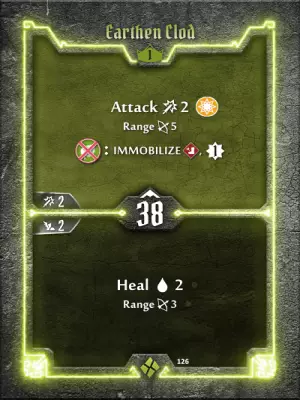 Earthen Clod
1
Attack 2
Range 5
: IMMOBILIZE , 1
2
38
2
Heal 2
Range 3
126